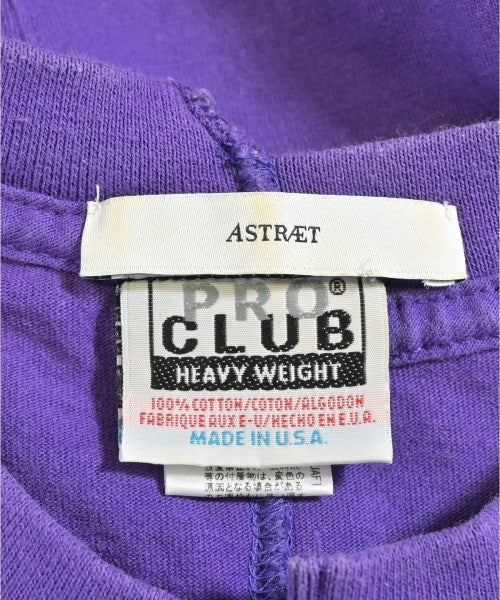 ASTRÆT
PRO®
CLUB
HEAVY WEIGHT
100% COTTON/COTON/ALGODON
FABRIQUE AUX E-U/HECHO EN E.U.A.
MADE IN U.S.A.